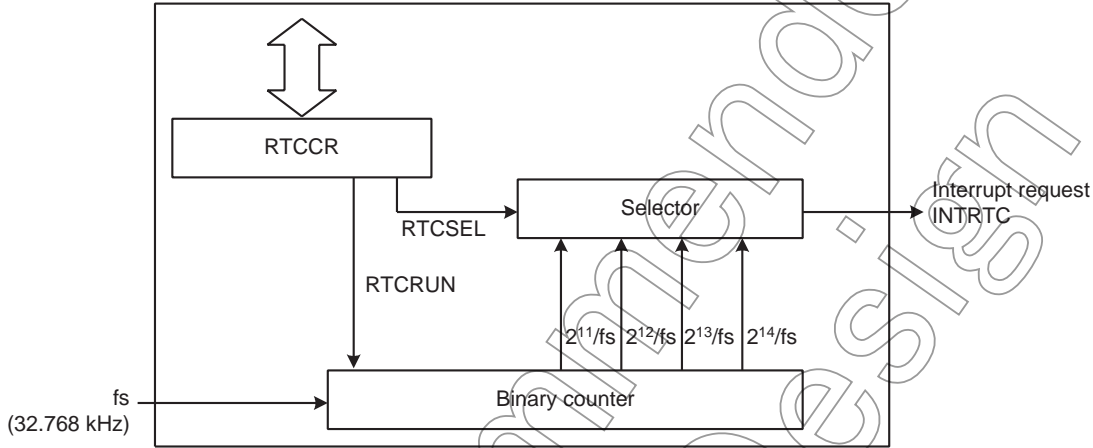 RTCCR
Selector
Interrupt request
INTRTC
RTCSEL
RTCRUN
2¹¹/fs 2¹²/fs 2¹³/fs 2¹⁴/fs
fs
(32.768 kHz)
Binary counter